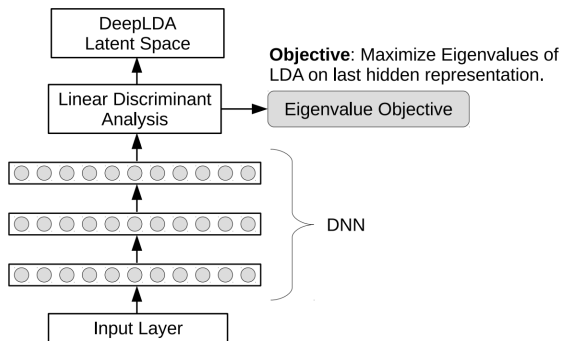 DeepLDA
Latent Space
Objective: Maximize Eigenvalues of
LDA on last hidden representation.
Linear Discriminant
Analysis
Eigenvalue Objective
DNN
Input Layer